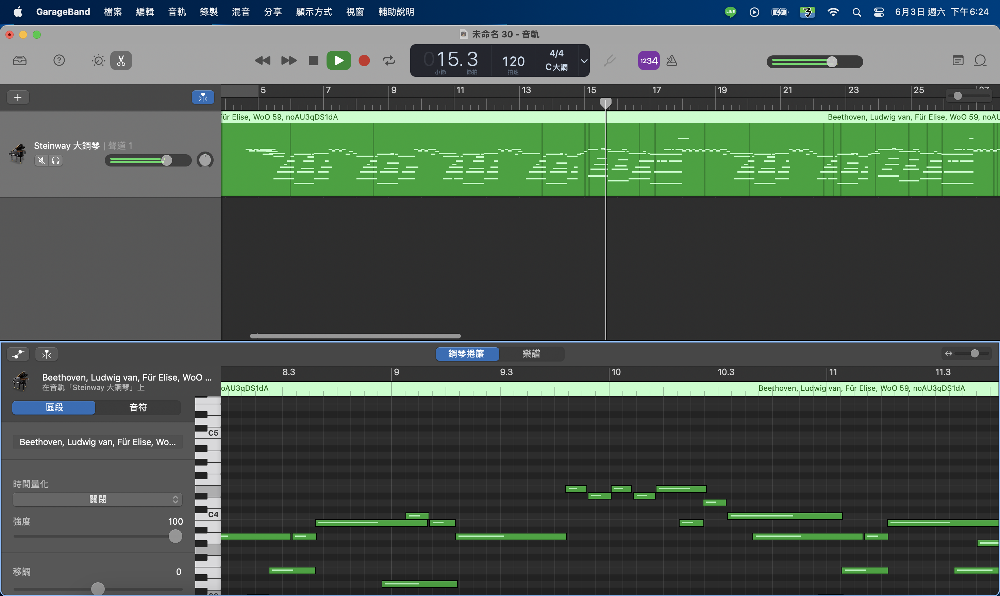 GarageBand 檔案 編輯 音軌 錄製 混音 分享 顯示方式 視窗 輔助說明 LINE 6月3日 週六 下午6:24
未命名 30 - 音軌
015. 3 120 4/4 1234
C大調
小節 節拍 拍速
5 7 9 11 13 15 17 19 21 23 25 27
ür Elise, WoO 59, noAU3qDS1dA Beethoven, Ludwig van, Für Elise, WoO 59, noAU
Steinway 大鋼琴 | 聲道 1
鋼琴捲簾 樂譜
8.3 9 9.3 10 10.3 11 11.3
Beethoven, Ludwig van, Für Elise, WoO ...
在音軌「Steinway 大鋼琴」上
oAU3qDS1dA Beethoven, Ludwig van, Für Elise, WoO 59, noAU3qDS1dA
區段 音符
C5
Beethoven, Ludwig van, Für Elise, Wo...
時間量化
關閉
C4
強度 100
移調 0